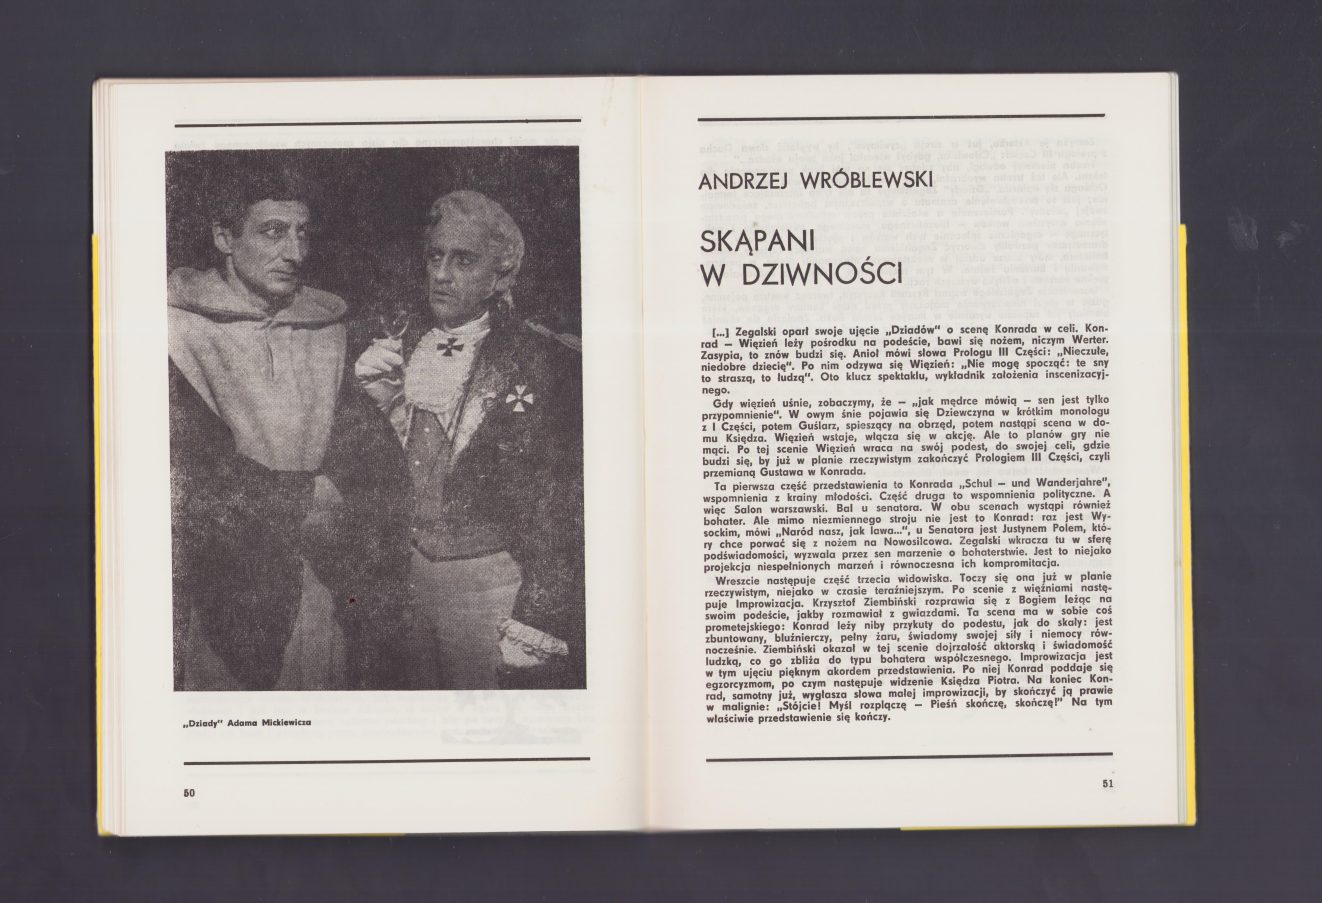 „Dziady" Adama Mickiewicza
50
ANDRZEJ WRÓBLEWSKI
SKĄPANI
W DZIWNOŚCI
[...] Zegalski oparł swoje ujęcie „Dziadów" o scenę Konrada w celi. Kon-
rad — Więzień leży pośrodku na podeście, bawi się nożem, niczym Werter.
Zasypia, to znów budzi się. Anioł mówi słowa Prologu III Części: „Nieczułe,
niedobre dziecię". Po nim odzywa się Więzień: „Nie mogę spocząć: te sny
to straszą, to łudzą". Oto klucz spektaklu, wykładnik założenia inscenizacyj-
nego.
Gdy więzień uśnie, zobaczymy, że — „jak mędrce mówią — sen jest tylko
przypomnienie". W owym śnie pojawia się Dziewczyna w krótkim monologu
z I Części, potem Guślarz, spieszący na obrzęd, potem nastąpi scena w do-
mu Księdza. Więzień wstaje, włącza się w akcję. Ale to planów gry nie
mąci. Po tej scenie Więzień wraca na swój podest, do swojej celi, gdzie
budzi się, by już w planie rzeczywistym zakończyć Prologiem III Części, czyli
przemianą Gustawa w Konrada.
Ta pierwsza część przedstawienia to Konrada „Schul — und Wanderjahre",
wspomnienia z krainy młodości. Część druga to wspomnienia polityczne. A
więc Salon warszawski. Bal u senatora. W obu scenach wystąpi również
bohater. Ale mimo niezmiennego stroju nie jest to Konrad: raz jest Wy-
sockim, mówi „Naród nasz, jak lawa...", u Senatora jest Justynem Polem, któ-
ry chce porwać się z nożem na Nowosilcowa. Zegalski wkracza tu w sferę
podświadomości, wyzwala przez sen marzenie o bohaterstwie. Jest to niejako
projekcja niespełnionych marzeń i równoczesna ich kompromitacja.
Wreszcie następuje część trzecia widowiska. Toczy się ona już w planie
rzeczywistym, niejako w czasie teraźniejszym. Po scenie z więźniami nastę-
puje Improwizacja. Krzysztof Ziembiński rozprawia się z Bogiem leżąc na
swoim podeście, jakby rozmawiał z gwiazdami. Ta scena ma w sobie coś
prometejskiego: Konrad leży niby przykuty do podestu, jak do skały: jest
zbuntowany, bluźnierczy, pełny żaru, świadomy swojej siły i niemocy rów-
nocześnie. Ziembiński okazał w tej scenie dojrzałość aktorską i świadomość
ludzką, co go zbliża do typu bohatera współczesnego. Improwizacja jest
w tym ujęciu pięknym akordem przedstawienia. Po niej Konrad poddaje się
egzorcyzmom, po czym następuje widzenie Księdza Piotra. Na koniec Kon-
rad, samotny już, wygłasza słowa małej improwizacji, by skończyć ją prawie
w malignie: „Stójcie! Myśl rozplączę — Pieśń skończę, skończę!" Na tym
właściwie przedstawienie się kończy.
51